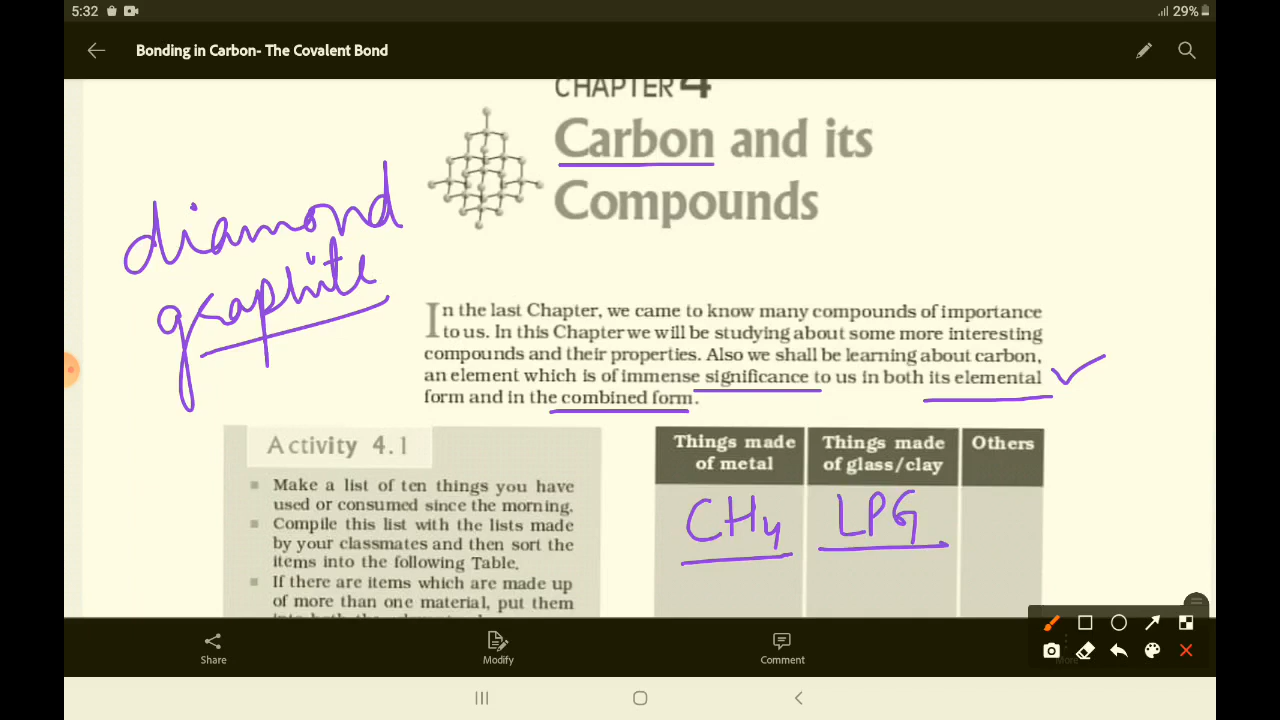 5:32
29%
Bonding in Carbon- The Covalent Bond
CHAPTER 4
Carbon and its
Compounds
diamond
graphite
In the last Chapter, we came to know many compounds of importance
to us. In this Chapter we will be studying about some more interesting
compounds and their properties. Also we shall be learning about carbon,
an element which is of immense significance to us in both its elemental
form and in the combined form.
Activity 4.1
Make a list of ten things you have
used or consumed since the morning.
Compile this list with the lists made
by your classmates and then sort the
items into the following Table.
If there are items which are made up
of more than one material, put them
Things made of metal
Things made of glass/clay
Others
CH4
LPG
Share
Modify
Comment
More